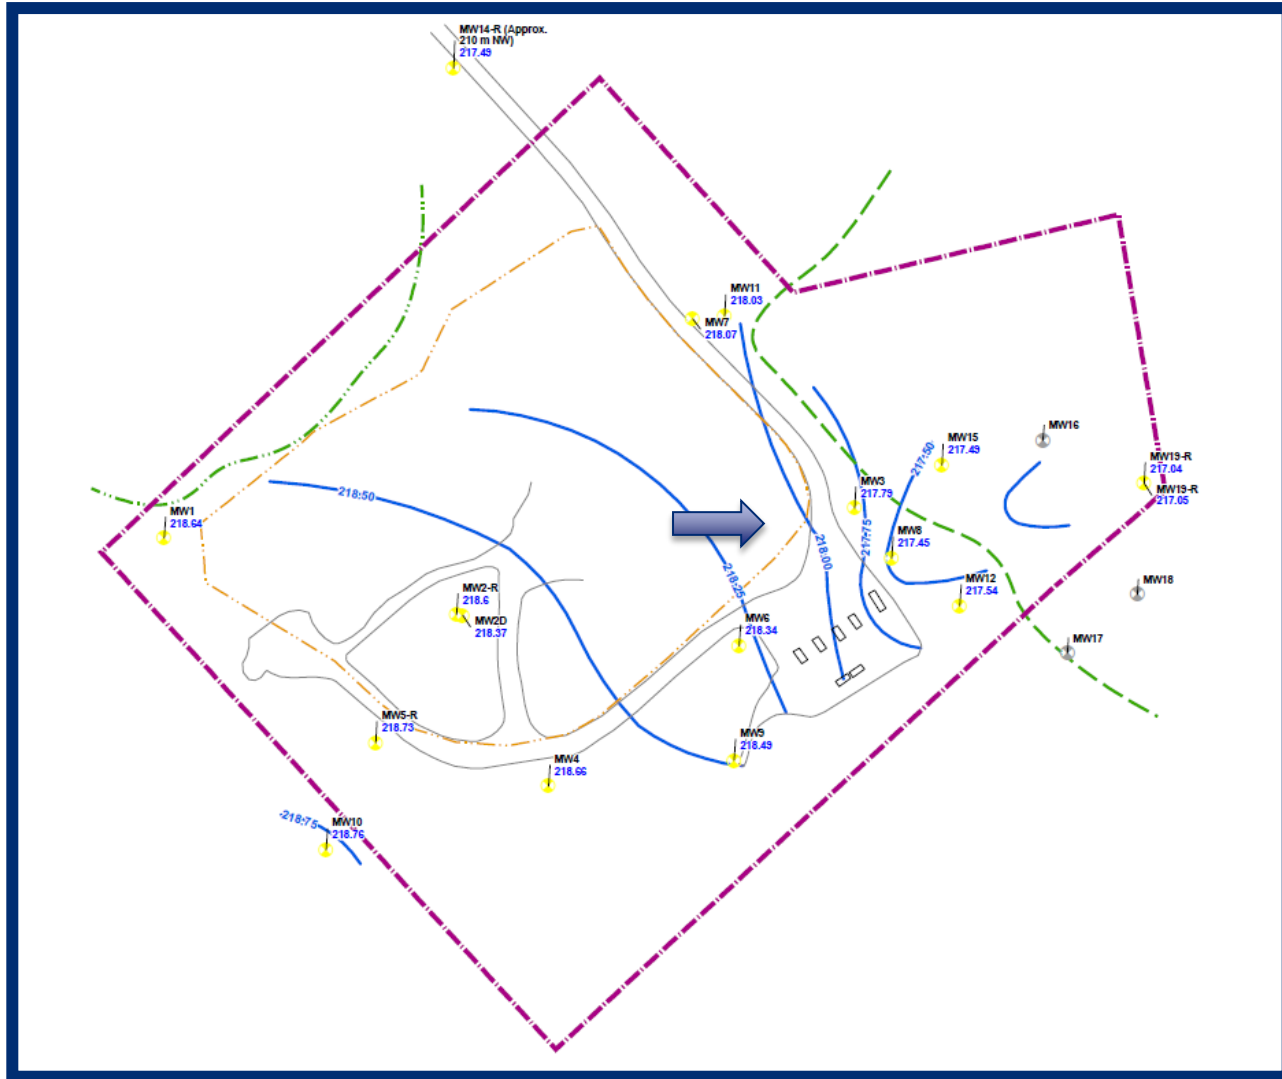 MW14-R (Approx.
210 m NW)
217.49
MW11
218.03
MW7
218.07
MW16
MW15
217.49
217:50
MW19-R
217.04
MW19-R
217.05
MW3
217.79
218:50
MW1
218.64
217:75
MW8
217.45
218:00
218:25
MW12
217.54
MW18
MW2-R
218.6
MW2D
218.37
MW6
218.34
MW17
MW5-R
218.73
MW4
218.66
MW9
218.49
218:75
MW10
218.76